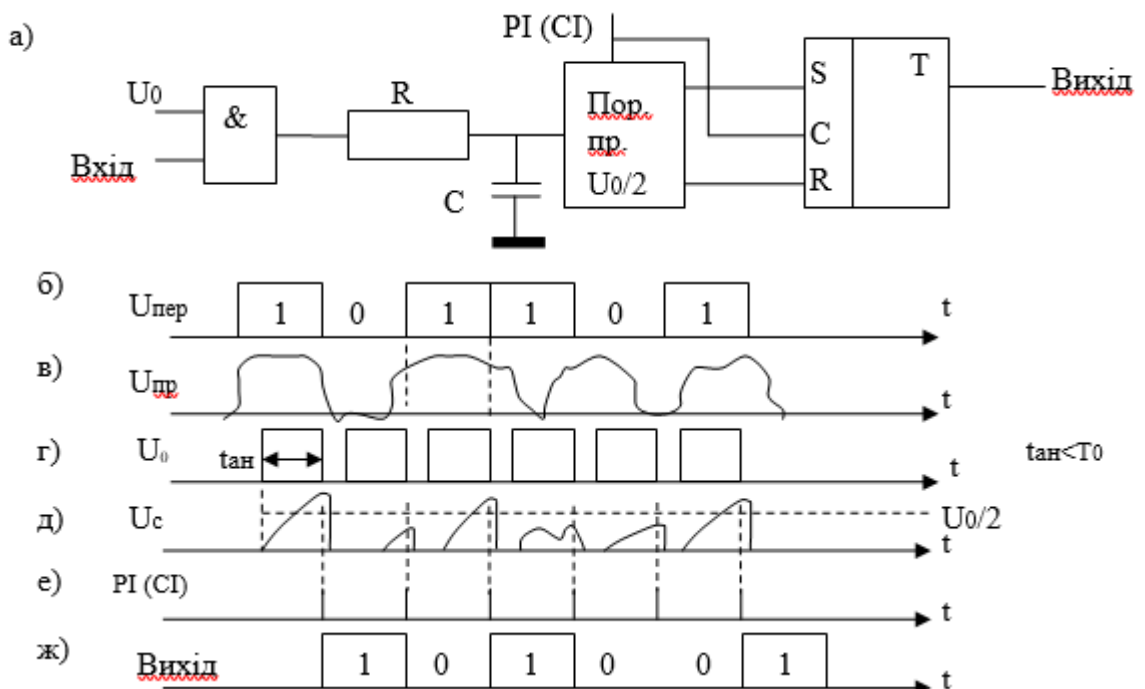 а)
PI (CI)
U0
&
R
C
Вхід
Пор.
пр.
U0/2
S
C
R
T
Вихід
б)
Uпер
1 0 1 1 0 1
t
в)
Uпр
t
г)
U0
tан
t
tан<T0
д)
Uc
U0/2
t
е)
PI (CI)
t
ж)
Вихід
1 0 1 0 0 1
t